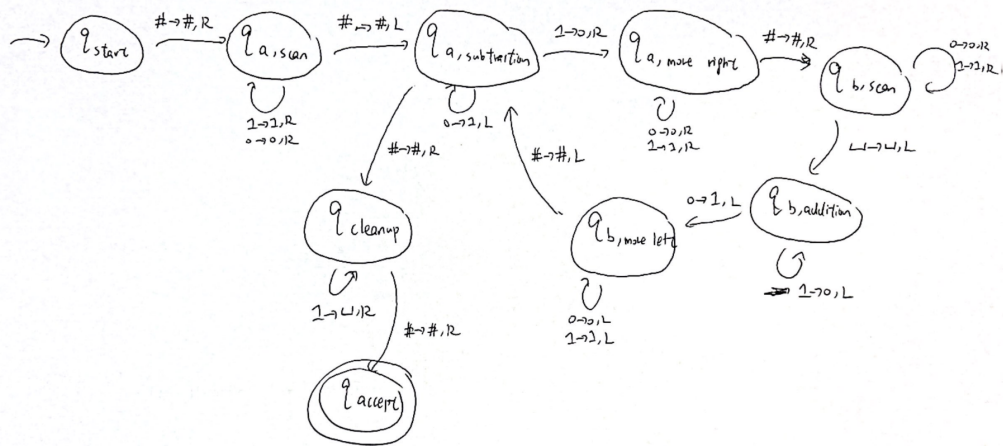 q start
# → #, R
q a, scan
1 → 1, R
0 → 0, R
# → #, L
q a, subtraction
0 → 1, L
1 → 0, R
q a, move right
0 → 0, R
1 → 1, R
# → #, R
q b, scan
0 → 0, R
1 → 1, R
⊔ → ⊔, L
q b, addition
1 → 0, L
0 → 1, L
q b, move left
0 → 0, L
1 → 1, L
# → #, L
# → #, R
q cleanup
1 → ⊔, R
# → #, R
q accept